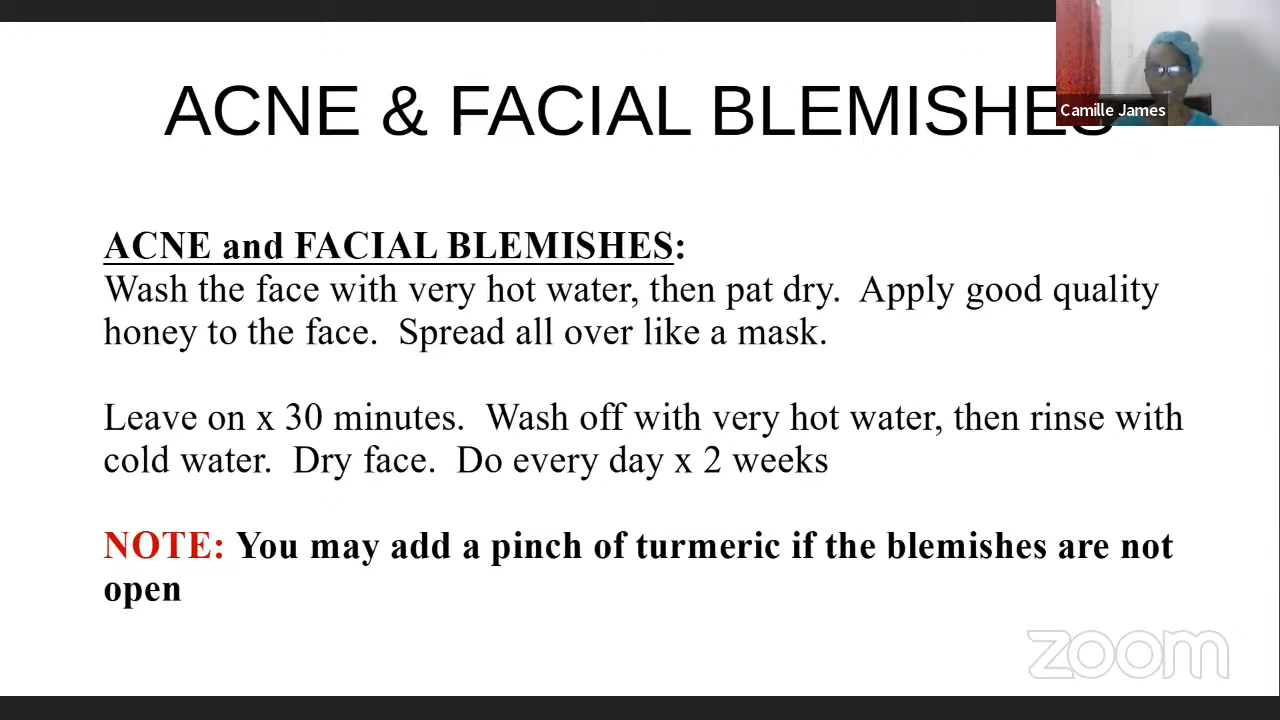 ACNE & FACIAL BLEMISHES
Camille James
ACNE and FACIAL BLEMISHES:
Wash the face with very hot water, then pat dry.  Apply good quality
honey to the face.  Spread all over like a mask.
Leave on x 30 minutes.  Wash off with very hot water, then rinse with
cold water.  Dry face.  Do every day x 2 weeks
NOTE: You may add a pinch of turmeric if the blemishes are not
open
zoom